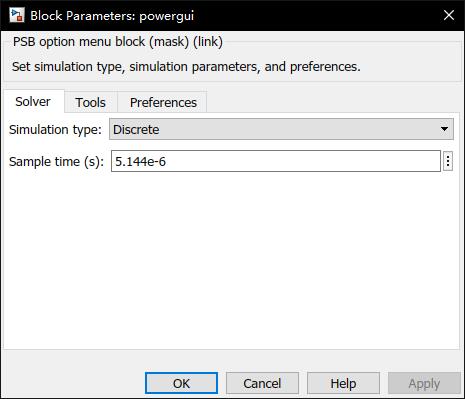 Block Parameters: powergui
PSB option menu block (mask) (link)
Set simulation type, simulation parameters, and preferences.
Solver Tools Preferences
Simulation type: Discrete
Sample time (s): 5.144e-6
OK Cancel Help Apply